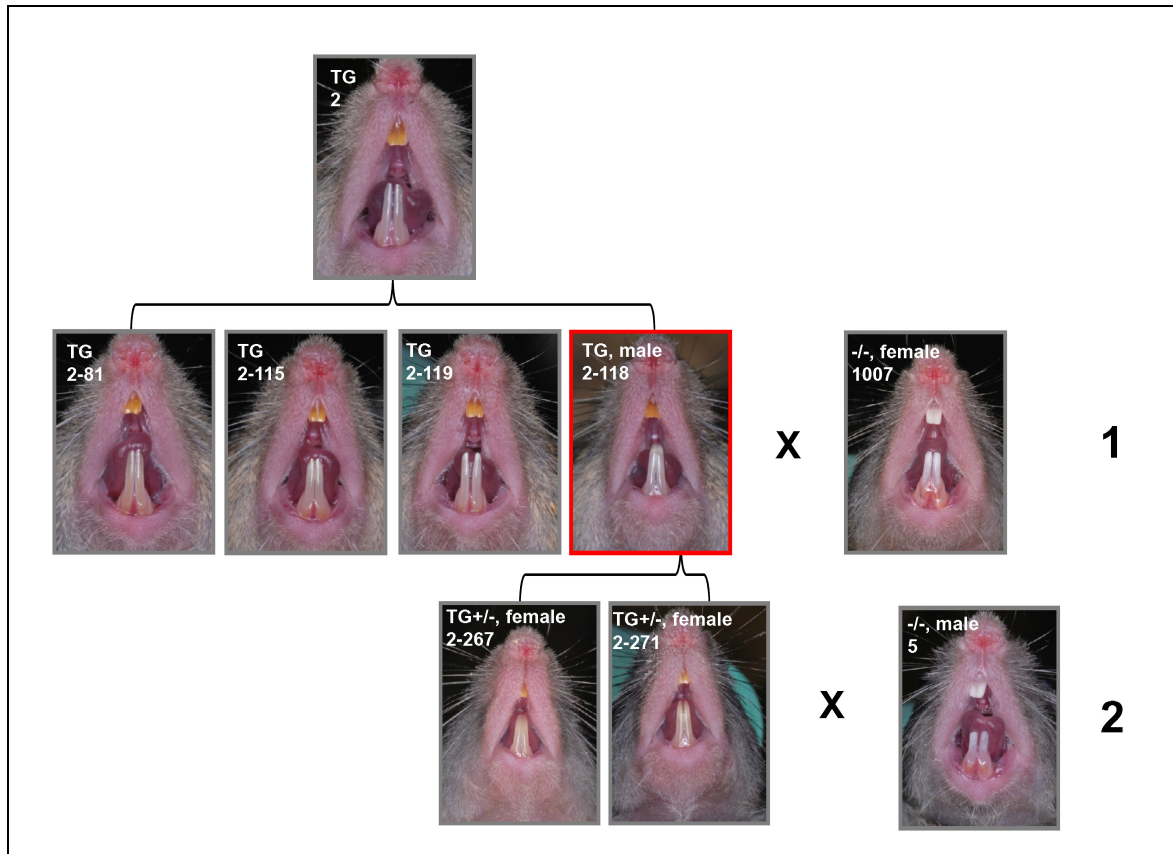 TG
2
TG
2-81
TG
2-115
TG
2-119
TG, male
2-118
X
-/-, female
1007
1
TG+/-, female
2-267
TG+/-, female
2-271
X
-/-, male
5
2